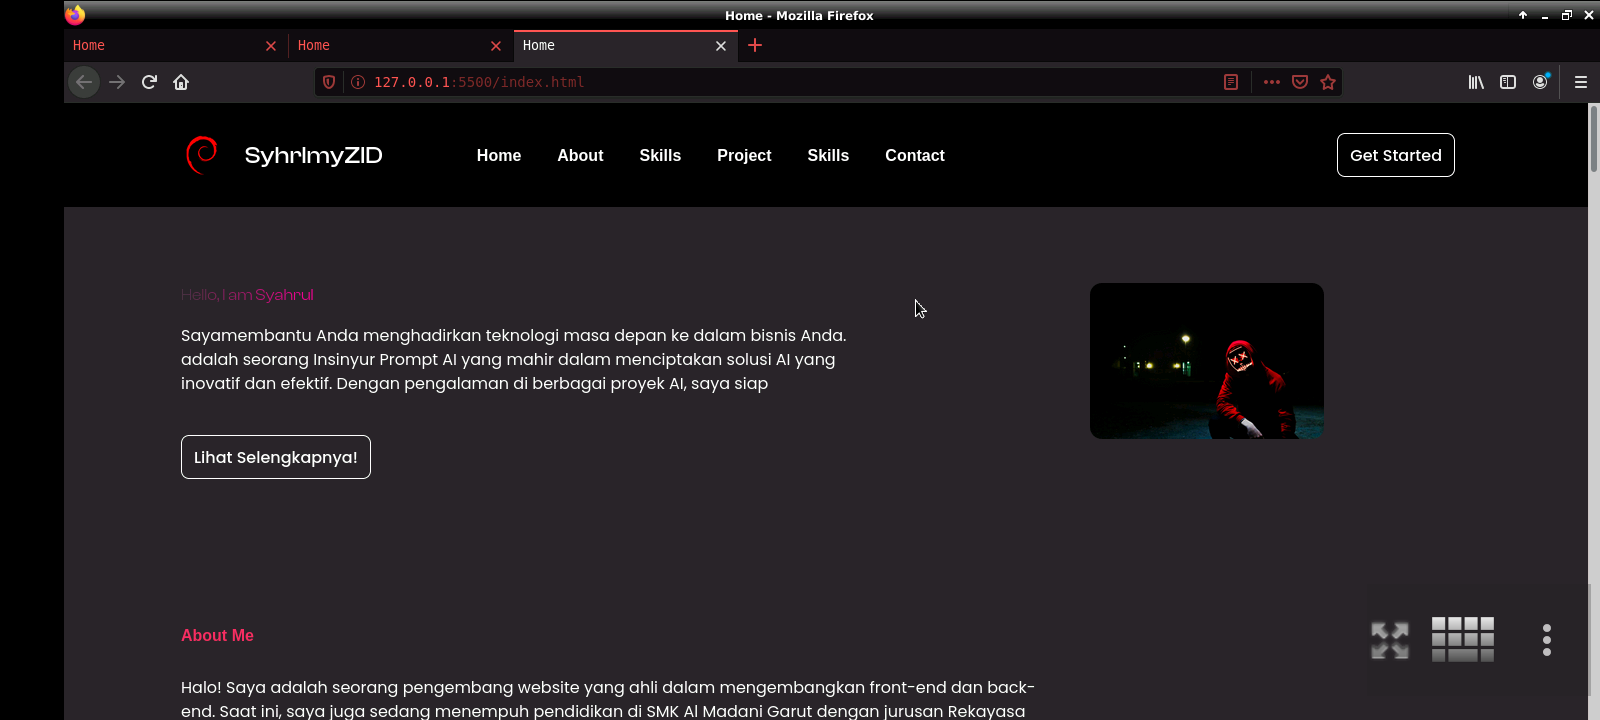 Home - Mozilla Firefox
Home
Home
Home
127.0.0.1:5500/index.html
SyhrlmyZID
Home
About
Skills
Project
Skills
Contact
Get Started
Hello, I am Syahrul
Sayamembantu Anda menghadirkan teknologi masa depan ke dalam bisnis Anda.
adalah seorang Insinyur Prompt AI yang mahir dalam menciptakan solusi AI yang
inovatif dan efektif. Dengan pengalaman di berbagai proyek AI, saya siap
Lihat Selengkapnya!
About Me
Halo! Saya adalah seorang pengembang website yang ahli dalam mengembangkan front-end dan back-
end. Saat ini, saya juga sedang menempuh pendidikan di SMK Al Madani Garut dengan jurusan Rekayasa